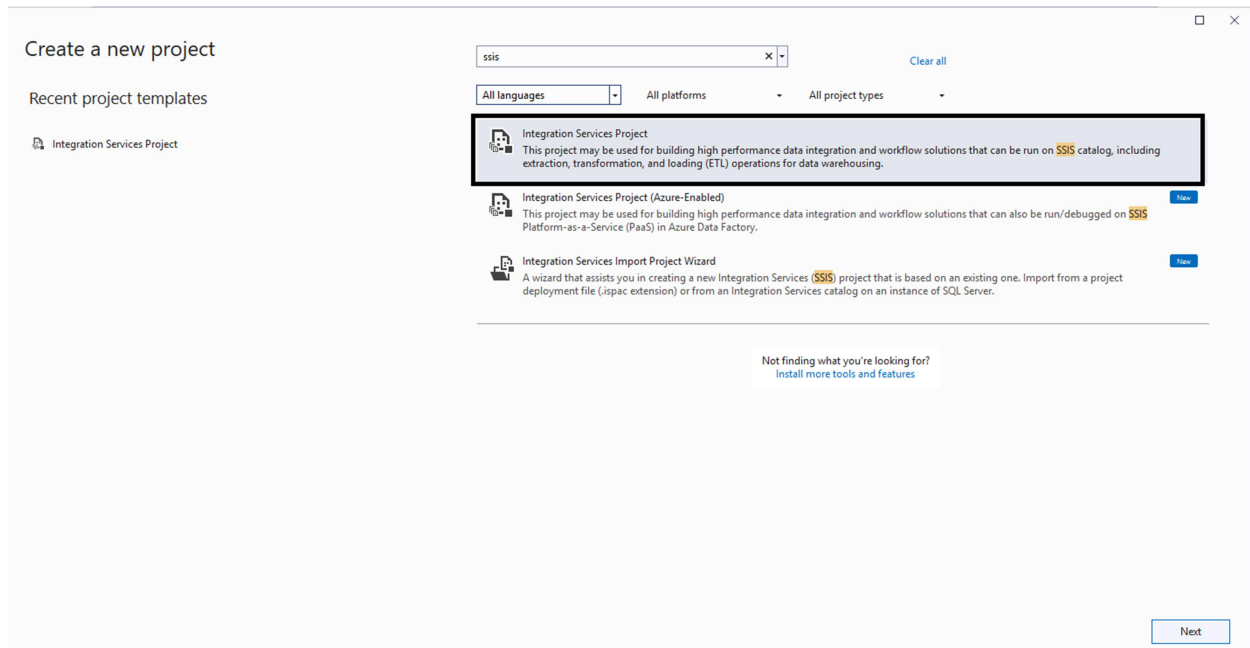 Create a new project
Recent project templates
Integration Services Project
ssis
Clear all
All languages
All platforms
All project types
Integration Services Project
This project may be used for building high performance data integration and workflow solutions that can be run on SSIS catalog, including
extraction, transformation, and loading (ETL) operations for data warehousing.
Integration Services Project (Azure-Enabled)
New
This project may be used for building high performance data integration and workflow solutions that can also be run/debugged on SSIS
Platform-as-a-Service (PaaS) in Azure Data Factory.
Integration Services Import Project Wizard
New
A wizard that assists you in creating a new Integration Services (SSIS) project that is based on an existing one. Import from a project
deployment file (.ispac extension) or from an Integration Services catalog on an instance of SQL Server.
Not finding what you're looking for?
Install more tools and features
Next